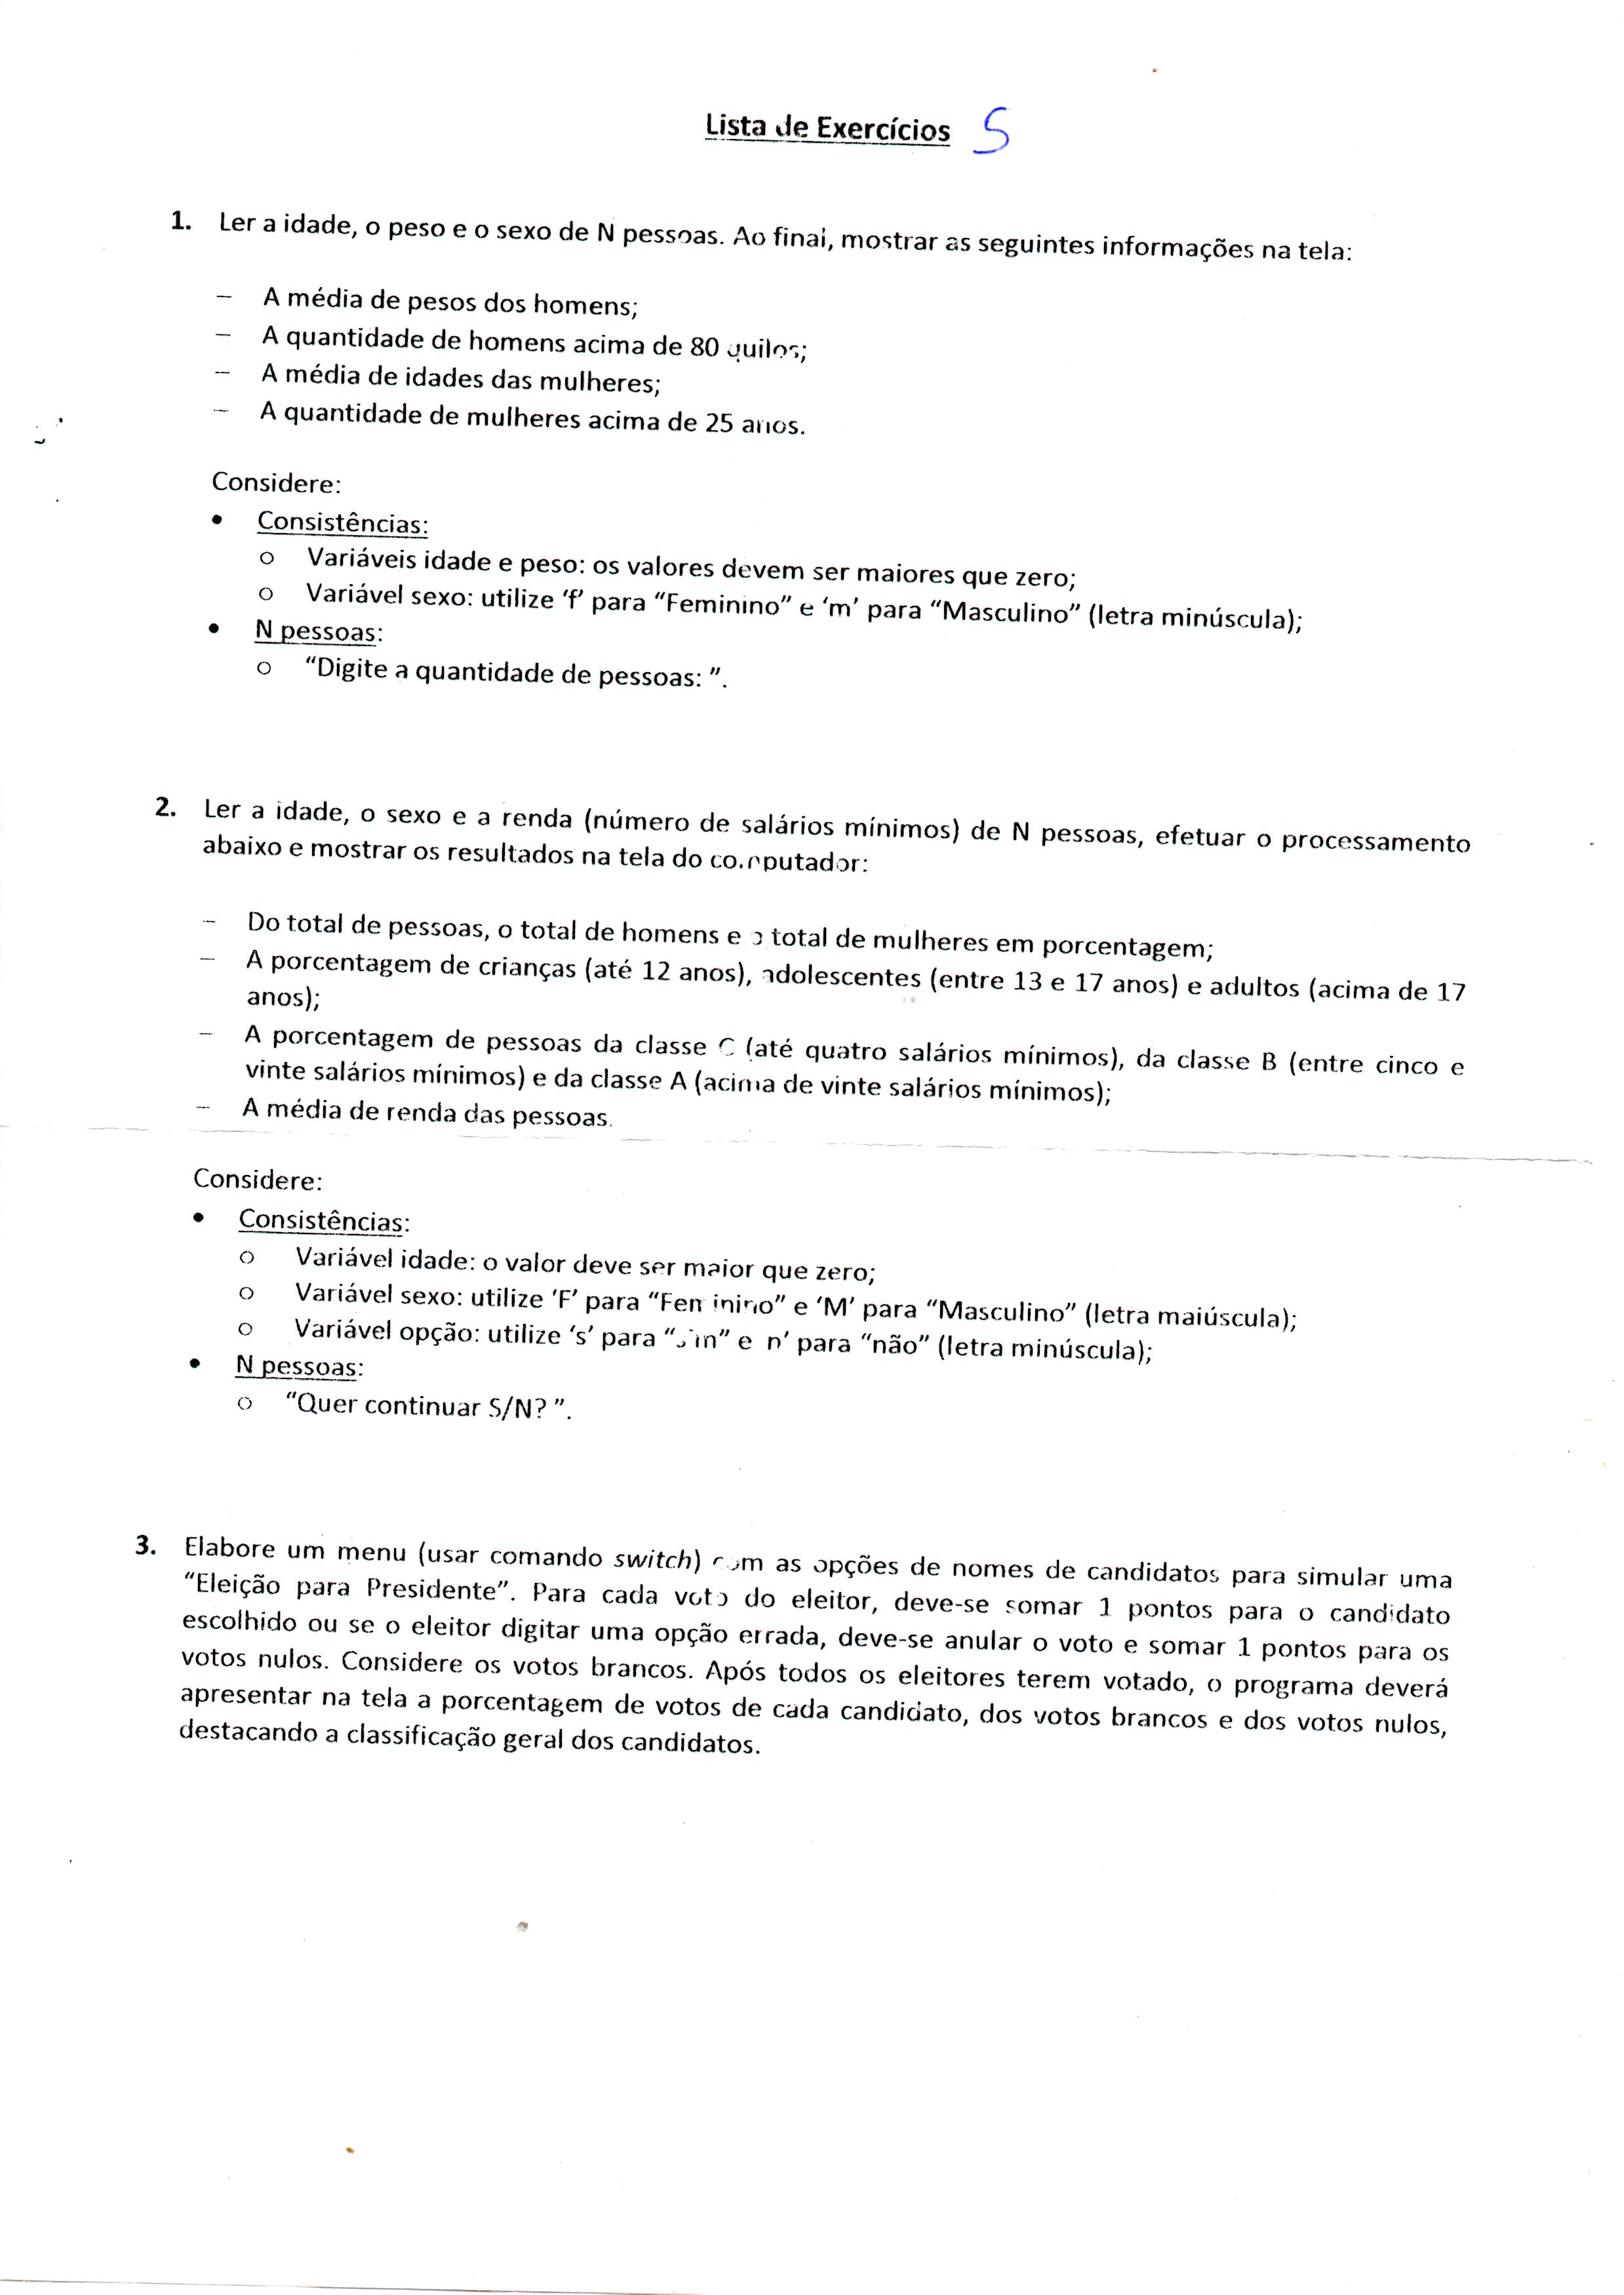 Lista de Exercícios 5
1. Ler a idade, o peso e o sexo de N pessoas. Ao final, mostrar as seguintes informações na tela:
– A média de pesos dos homens;
– A quantidade de homens acima de 80 quilos;
– A média de idades das mulheres;
– A quantidade de mulheres acima de 25 anos.
Considere:
• Consistências:
o Variáveis idade e peso: os valores devem ser maiores que zero;
o Variável sexo: utilize ‘f’ para “Feminino” e ‘m’ para “Masculino” (letra minúscula);
• N pessoas:
o “Digite a quantidade de pessoas: ”.
2. Ler a idade, o sexo e a renda (número de salários mínimos) de N pessoas, efetuar o processamento
abaixo e mostrar os resultados na tela do computador:
– Do total de pessoas, o total de homens e o total de mulheres em porcentagem;
– A porcentagem de crianças (até 12 anos), adolescentes (entre 13 e 17 anos) e adultos (acima de 17
anos);
– A porcentagem de pessoas da classe C (até quatro salários mínimos), da classe B (entre cinco e
vinte salários mínimos) e da classe A (acima de vinte salários mínimos);
– A média de renda das pessoas.
Considere:
• Consistências:
o Variável idade: o valor deve ser maior que zero;
o Variável sexo: utilize ‘F’ para “Feminino” e ‘M’ para “Masculino” (letra maiúscula);
o Variável opção: utilize ‘s’ para “Sim” e ‘n’ para “não” (letra minúscula);
• N pessoas:
o “Quer continuar S/N? ”.
3. Elabore um menu (usar comando switch) com as opções de nomes de candidatos para simular uma
“Eleição para Presidente”. Para cada voto do eleitor, deve-se somar 1 pontos para o candidato
escolhido ou se o eleitor digitar uma opção errada, deve-se anular o voto e somar 1 pontos para os
votos nulos. Considere os votos brancos. Após todos os eleitores terem votado, o programa deverá
apresentar na tela a porcentagem de votos de cada candidato, dos votos brancos e dos votos nulos,
destacando a classificação geral dos candidatos.